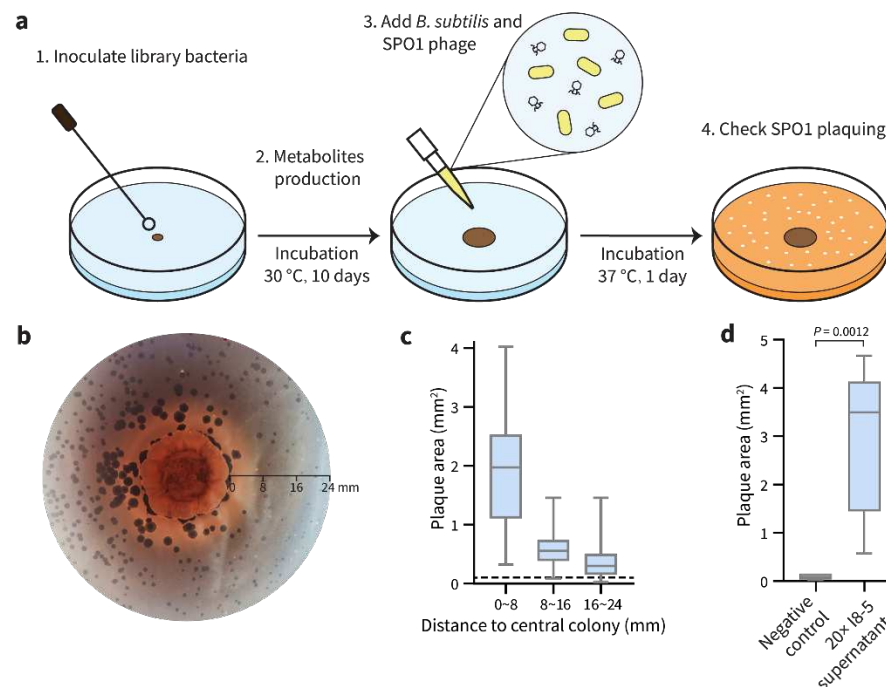 a
1. Inoculate library bacteria
2. Metabolites
production
Incubation
30 °C, 10 days
3. Add B. subtilis and
SPO1 phage
Incubation
37 °C, 1 day
4. Check SPO1 plaquing
b
0 8 16 24 mm
c
Plaque area (mm²)
4
3
2
1
0
0~8 8~16 16~24
Distance to central colony (mm)
d
P = 0.0012
Plaque area (mm²)
5
4
3
2
1
0
Negative
control
20× I8-5
supernatant